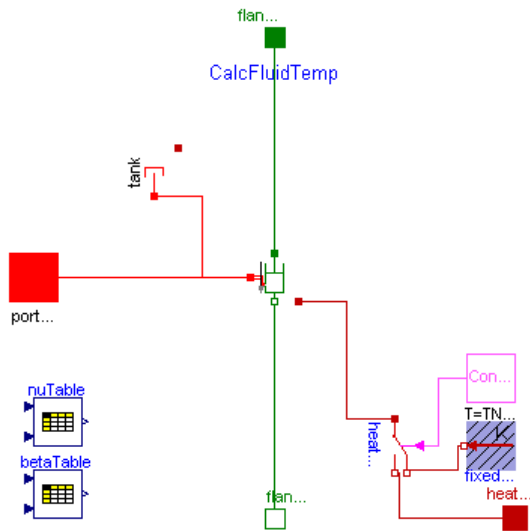 flan...
CalcFluidTemp
tank
port...
Con...
nuTable
T=TN...
heat...
K
betaTable
fixed...
flan...
heat...